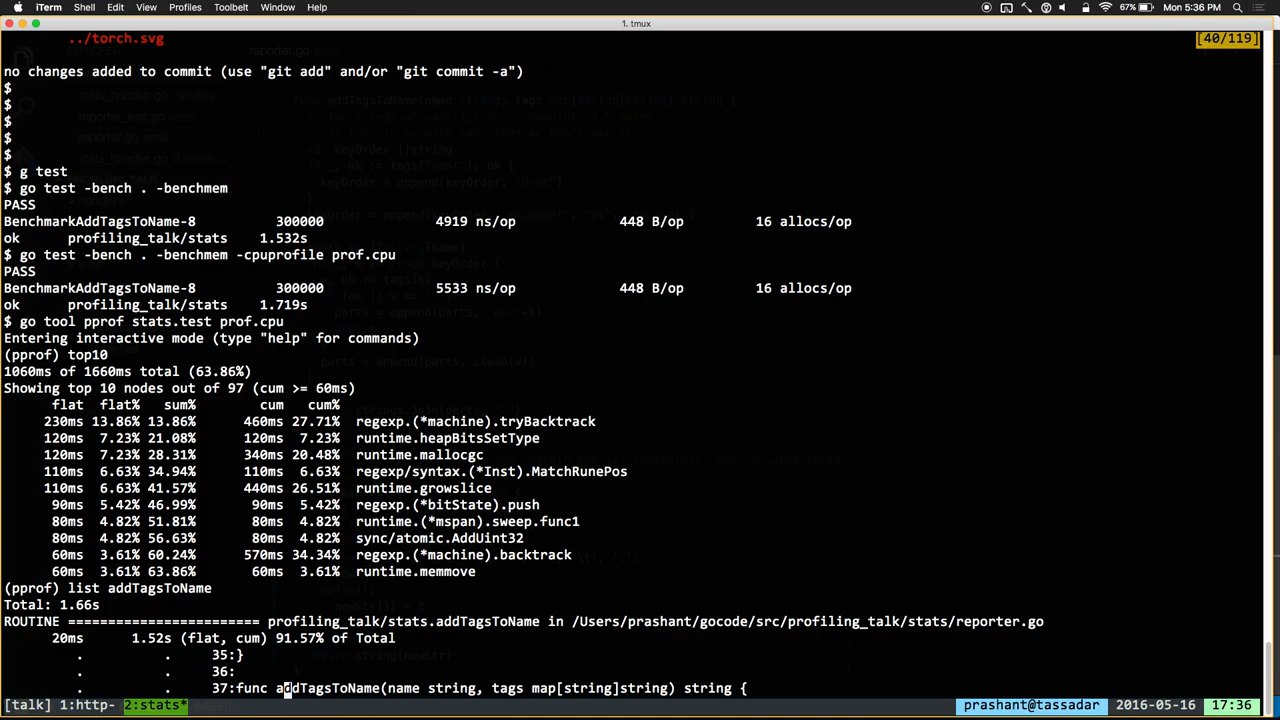 iTerm Shell Edit View Profiles Toolbelt Window Help 67% Mon 5:36 PM
1. tmux
../torch.svg [40/119]
no changes added to commit (use "git add" and/or "git commit -a")
$
$
$
$
$
$ g test
$ go test -bench . -benchmem
PASS
BenchmarkAddTagsToName-8 300000 4919 ns/op 448 B/op 16 allocs/op
ok profiling_talk/stats 1.532s
$ go test -bench . -benchmem -cpuprofile prof.cpu
PASS
BenchmarkAddTagsToName-8 300000 5533 ns/op 448 B/op 16 allocs/op
ok profiling_talk/stats 1.719s
$ go tool pprof stats.test prof.cpu
Entering interactive mode (type "help" for commands)
(pprof) top10
1060ms of 1660ms total (63.86%)
Showing top 10 nodes out of 97 (cum >= 60ms)
flat flat% sum% cum cum%
230ms 13.86% 13.86% 460ms 27.71% regexp.(*machine).tryBacktrack
120ms 7.23% 21.08% 120ms 7.23% runtime.heapBitsSetType
120ms 7.23% 28.31% 340ms 20.48% runtime.mallocgc
110ms 6.63% 34.94% 110ms 6.63% regexp/syntax.(*Inst).MatchRunePos
110ms 6.63% 41.57% 440ms 26.51% runtime.growslice
90ms 5.42% 46.99% 90ms 5.42% regexp.(*bitState).push
80ms 4.82% 51.81% 80ms 4.82% runtime.(*mspan).sweep.func1
80ms 4.82% 56.63% 80ms 4.82% sync/atomic.AddUint32
60ms 3.61% 60.24% 570ms 34.34% regexp.(*machine).backtrack
60ms 3.61% 63.86% 60ms 3.61% runtime.memmove
(pprof) list addTagsToName
Total: 1.66s
ROUTINE ======================== profiling_talk/stats.addTagsToName in /Users/prashant/gocode/src/profiling_talk/stats/reporter.go
20ms 1.52s (flat, cum) 91.57% of Total
. . 35:}
. . 36:
. . 37:func addTagsToName(name string, tags map[string]string) string {
[talk] 1:http- 2:stats* prashant@tassadar 2016-05-16 17:36